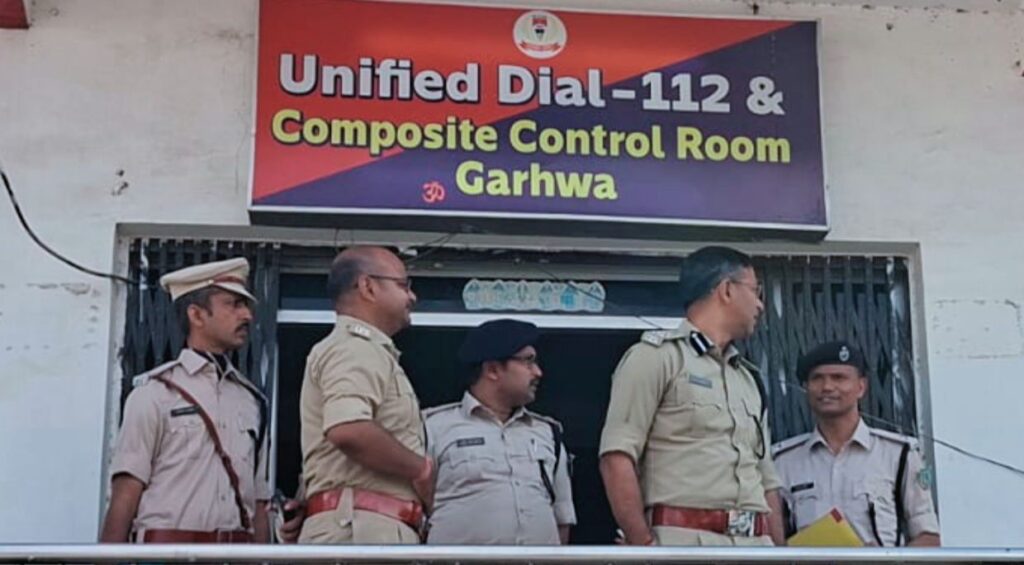 Unified Dial-112 &
Composite Control Room
ॐ Garhwa